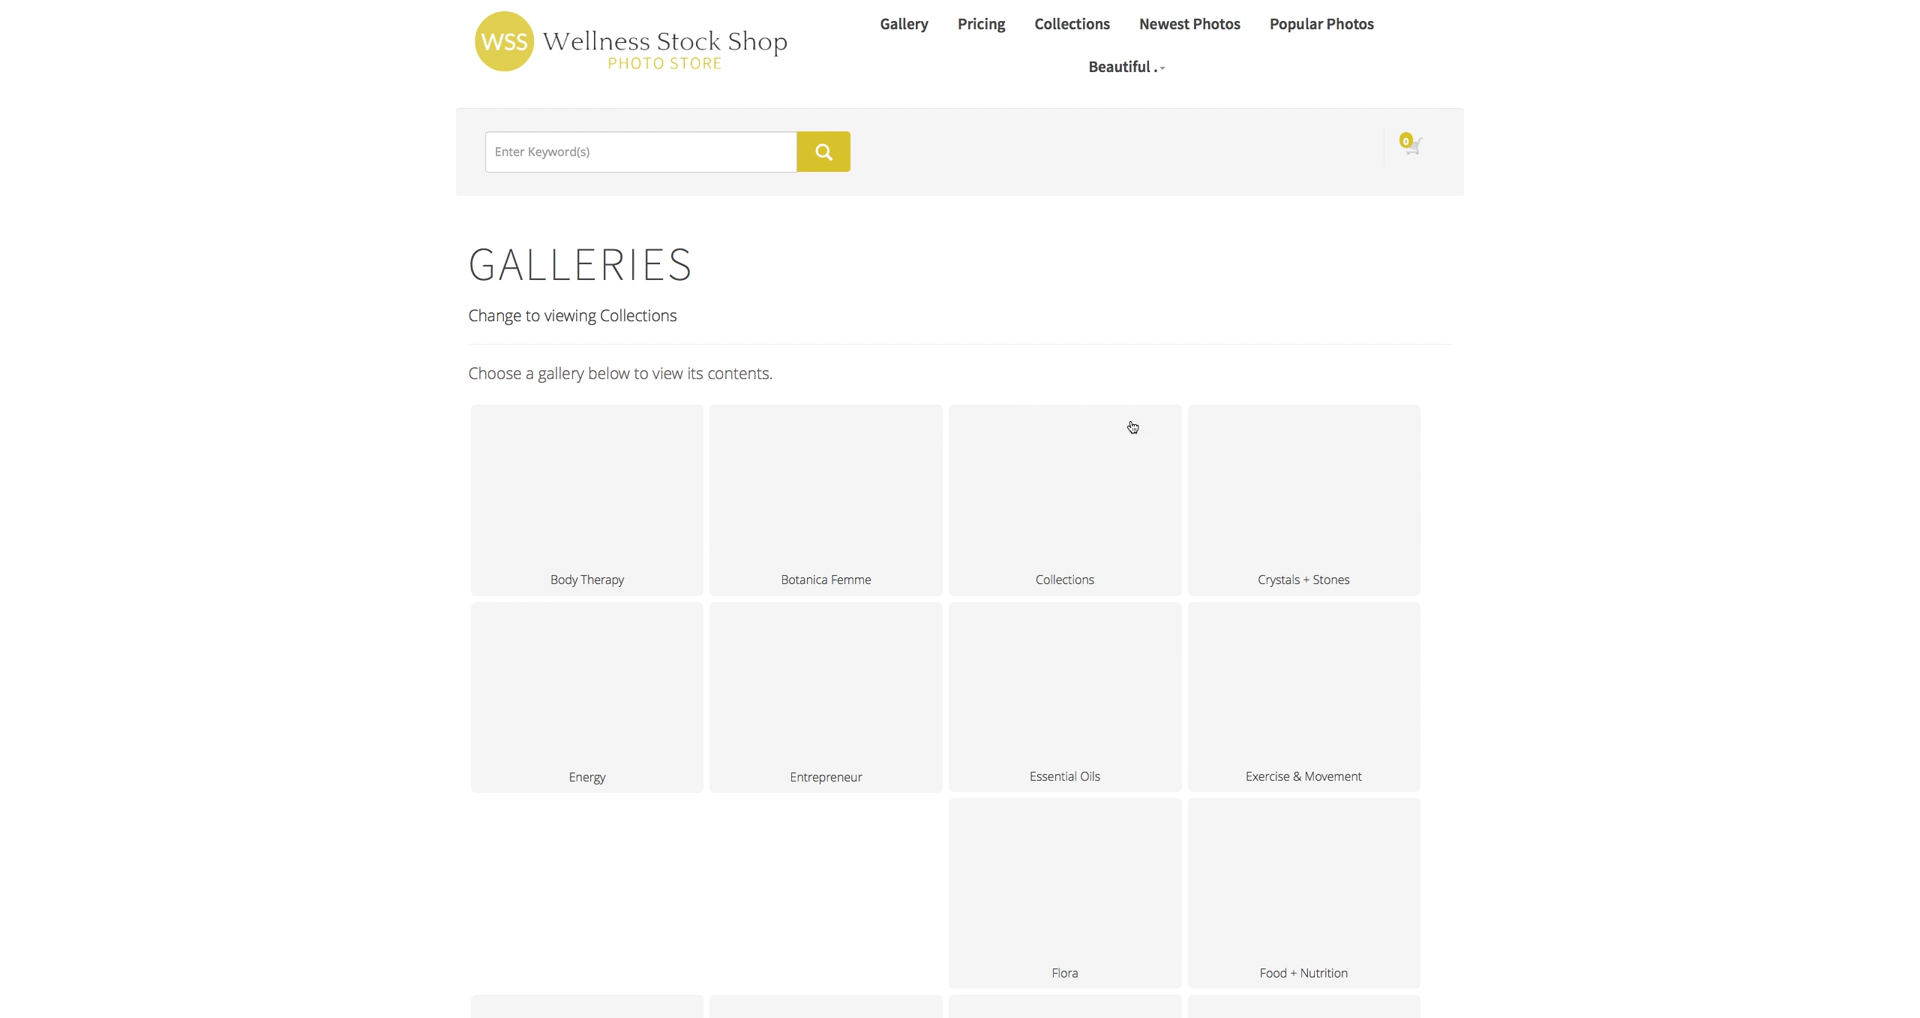 WSS
Wellness Stock Shop
PHOTO STORE
Gallery Pricing Collections Newest Photos Popular Photos
Beautiful .
Enter Keyword(s)
0
GALLERIES
Change to viewing Collections
Choose a gallery below to view its contents.
Body Therapy Botanica Femme Collections Crystals + Stones
Energy Entrepreneur Essential Oils Exercise & Movement
Flora Food + Nutrition